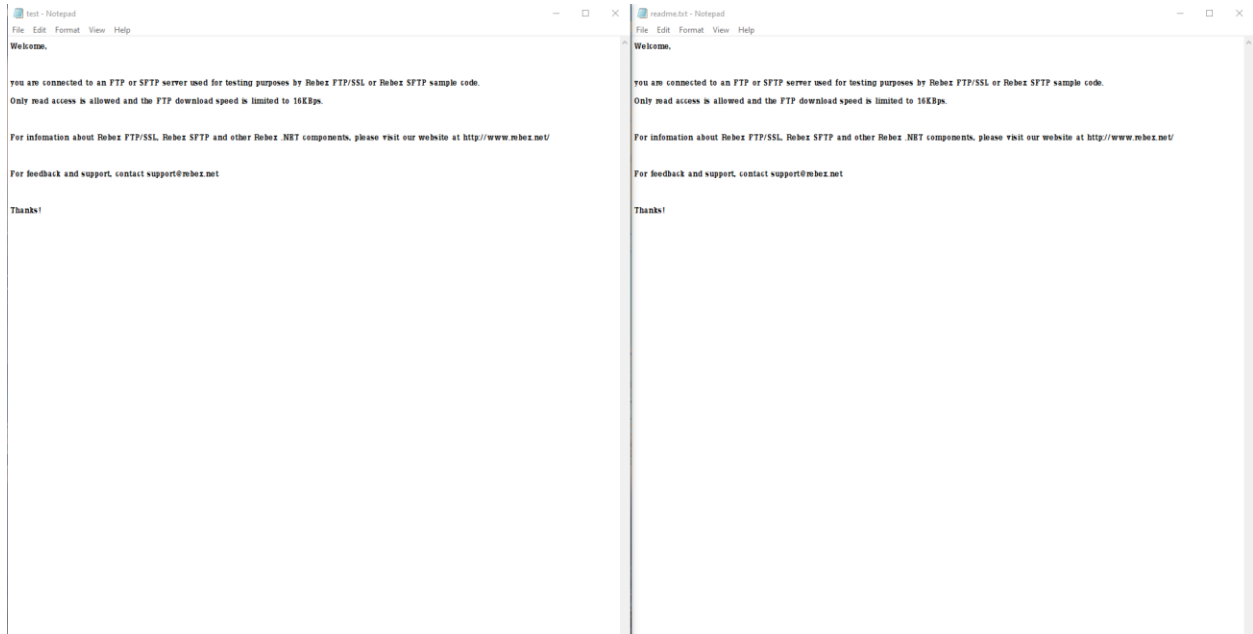 test - Notepad
File Edit Format View Help
Welcome,
you are connected to an FTP or SFTP server used for testing purposes by Rebex FTP/SSL or Rebex SFTP sample code.
Only read access is allowed and the FTP download speed is limited to 16KBps.
For infomation about Rebex FTP/SSL, Rebex SFTP and other Rebex .NET components, please visit our website at http://www.rebex.net/
For feedback and support, contact support@rebex.net
Thanks!
readme.txt - Notepad
File Edit Format View Help
Welcome,
you are connected to an FTP or SFTP server used for testing purposes by Rebex FTP/SSL or Rebex SFTP sample code.
Only read access is allowed and the FTP download speed is limited to 16KBps.
For infomation about Rebex FTP/SSL, Rebex SFTP and other Rebex .NET components, please visit our website at http://www.rebex.net/
For feedback and support, contact support@rebex.net
Thanks!